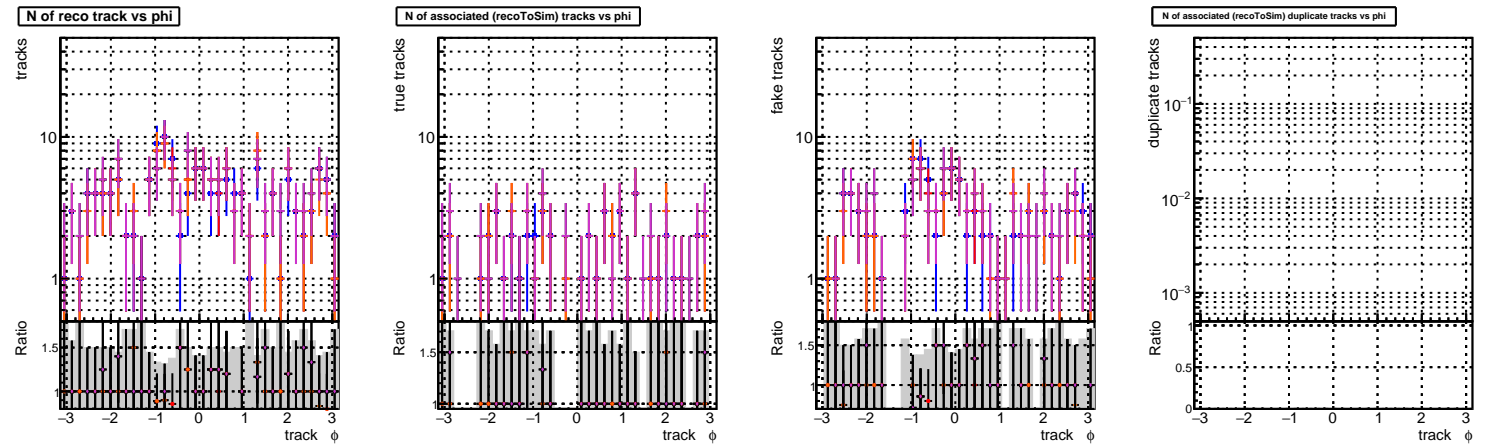 N of reco track vs phi
tracks
10
1
Ratio
1.5
1
−3 −2 −1 0 1 2 3
track ϕ
N of associated (recoToSim) tracks vs phi
true tracks
10
1
Ratio
1.5
−3 −2 −1 0 1 2 3
track ϕ
fake tracks
10
1
Ratio
1.5
1
−3 −2 −1 0 1 2 3
track ϕ
N of associated (recoToSim) duplicate tracks vs phi
duplicate tracks
10−1
10−2
10−3
Ratio
1
0.5
0
−3 −2 −1 0 1 2 3
track ϕ